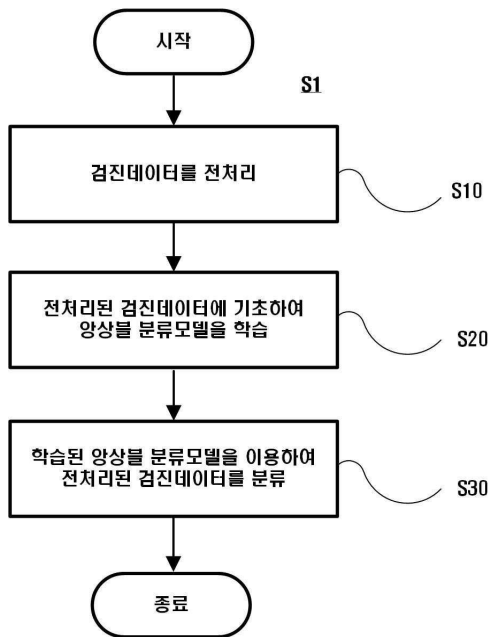 시작
S1
검진데이터를 전처리
S10
전처리된 검진데이터에 기초하여
앙상블 분류모델을 학습
S20
학습된 앙상블 분류모델을 이용하여
전처리된 검진데이터를 분류
S30
종료